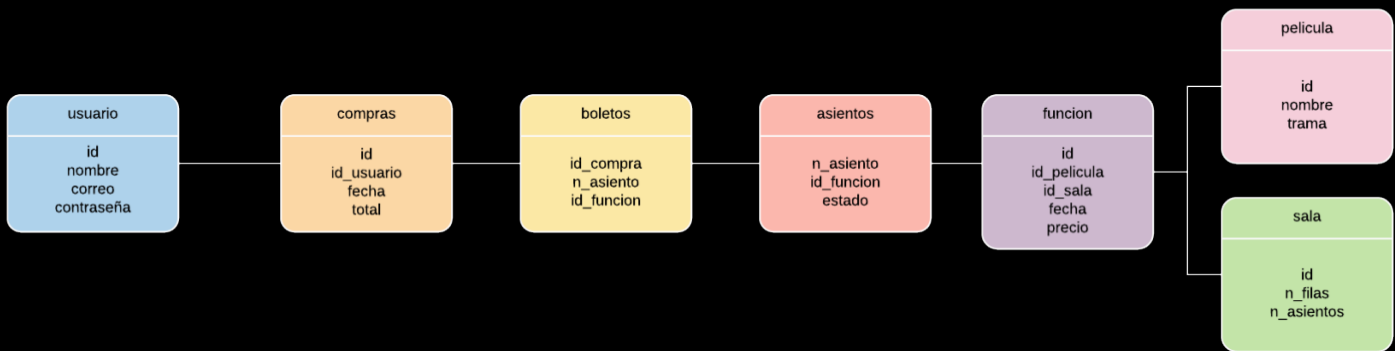 usuario
id
nombre
correo
contraseña
compras
id
id_usuario
fecha
total
boletos
id_compra
n_asiento
id_funcion
asientos
n_asiento
id_funcion
estado
funcion
id
id_pelicula
id_sala
fecha
precio
pelicula
id
nombre
trama
sala
id
n_filas
n_asientos